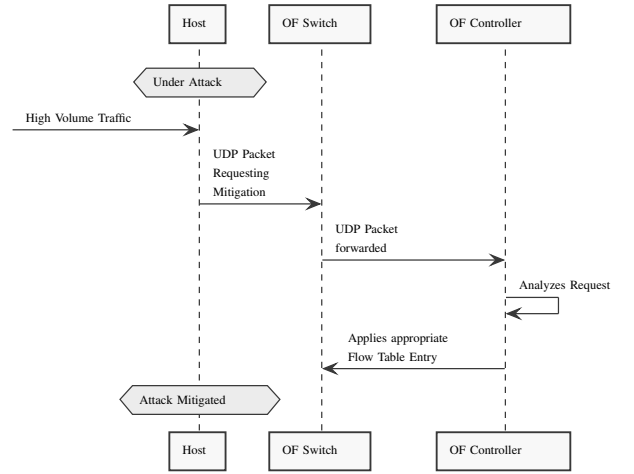 Host
OF Switch
OF Controller
Under Attack
High Volume Traffic
UDP Packet
Requesting
Mitigation
UDP Packet
forwarded
Analyzes Request
Applies appropriate
Flow Table Entry
Attack Mitigated
Host
OF Switch
OF Controller